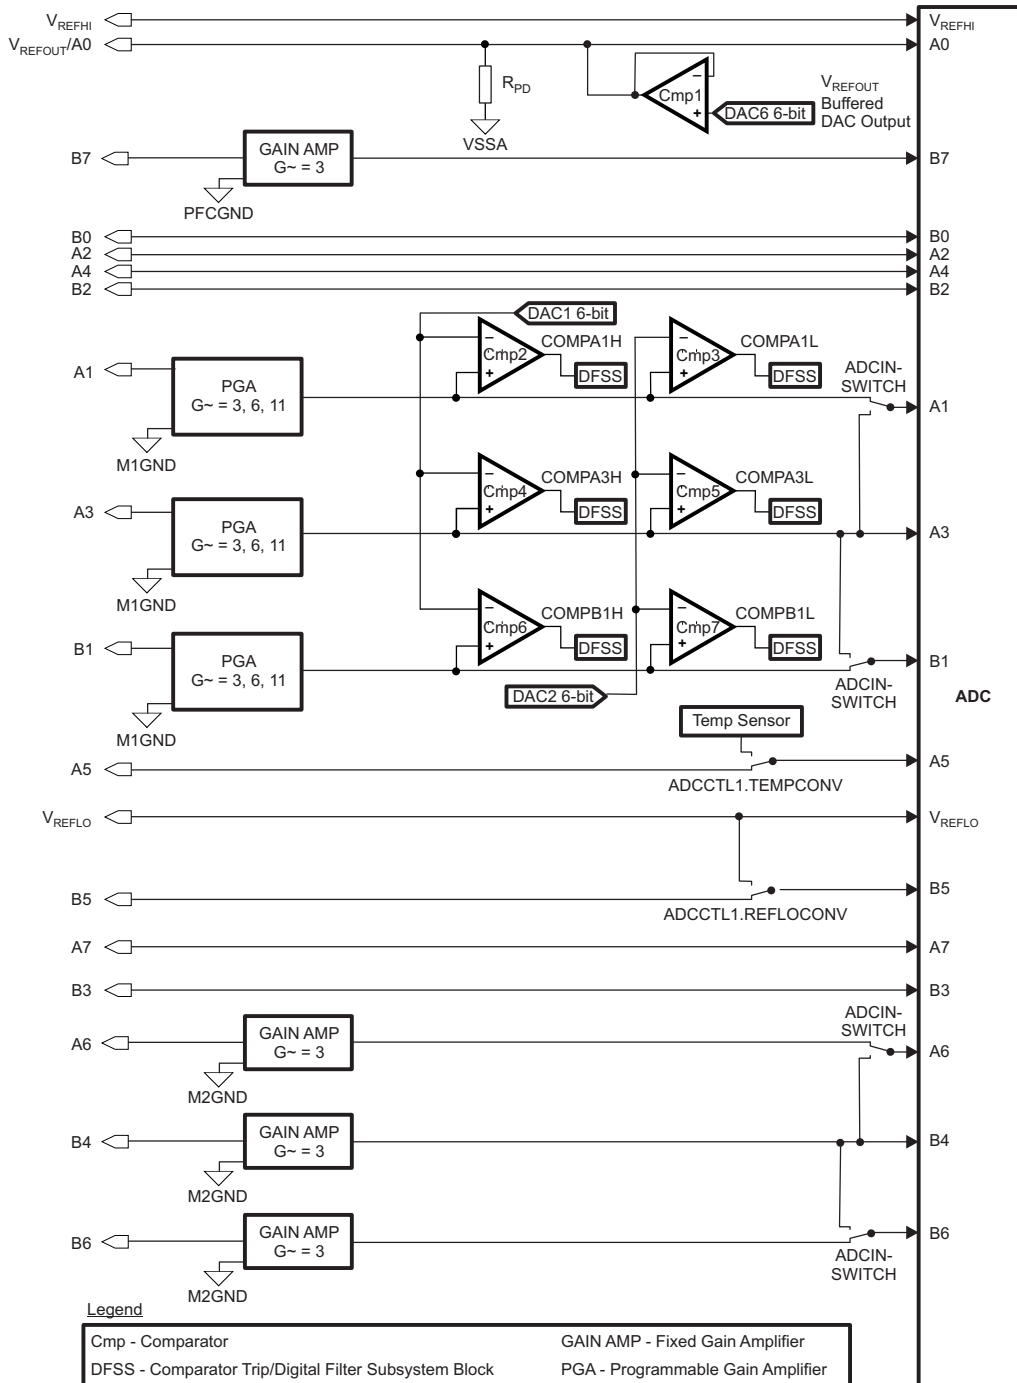 VREFHI
VREFHI
VREFOUT/A0
A0
RPD
VSSA
Cmp1
−
+
DAC6 6-bit
VREFOUT
Buffered
DAC Output
B7
GAIN AMP
G~ = 3
PFCGND
B7
B0
B0
A2
A2
A4
A4
B2
B2
DAC1 6-bit
A1
PGA
G~ = 3, 6, 11
M1GND
−
Cmp2
+
COMPA1H
DFSS
−
Cmp3
+
COMPA1L
DFSS
ADCIN-
SWITCH
A1
A3
PGA
G~ = 3, 6, 11
M1GND
−
Cmp4
+
COMPA3H
DFSS
−
Cmp5
+
COMPA3L
DFSS
A3
B1
PGA
G~ = 3, 6, 11
M1GND
−
Cmp6
+
COMPB1H
DFSS
−
Cmp7
+
COMPB1L
DFSS
B1
ADCIN-
SWITCH
DAC2 6-bit
ADC
Temp Sensor
A5
A5
ADCCTL1.TEMPCONV
VREFLO
VREFLO
B5
B5
ADCCTL1.REFLOCONV
A7
A7
B3
B3
A6
GAIN AMP
G~ = 3
M2GND
ADCIN-
SWITCH
A6
B4
GAIN AMP
G~ = 3
M2GND
B4
B6
GAIN AMP
G~ = 3
M2GND
B6
ADCIN-
SWITCH
Legend
Cmp - Comparator
GAIN AMP - Fixed Gain Amplifier
DFSS - Comparator Trip/Digital Filter Subsystem Block
PGA - Programmable Gain Amplifier